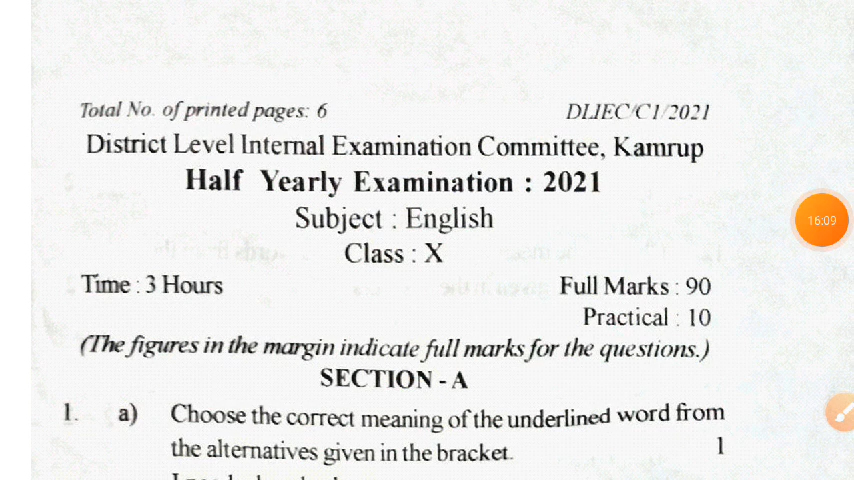 Total No. of printed pages: 6 DLIEC/C1/2021
District Level Internal Examination Committee, Kamrup
Half Yearly Examination : 2021
Subject : English
Class : X
Time : 3 Hours Full Marks : 90
Practical : 10
(The figures in the margin indicate full marks for the questions.)
SECTION - A
1. a) Choose the correct meaning of the underlined word from
the alternatives given in the bracket. 1
16:09